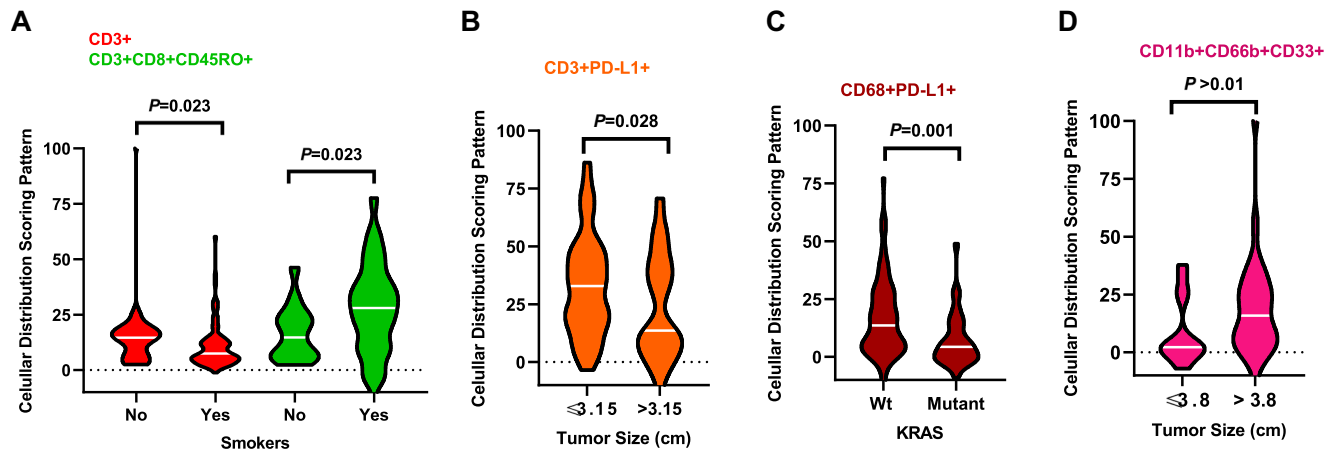 A
CD3+
CD3+CD8+CD45RO+
P=0.023
P=0.023
Celullar Distribution Scoring Pattern
100
75
50
25
0
No
Yes
No
Yes
Smokers
B
CD3+PD-L1+
P=0.028
Celullar Distribution Scoring Pattern
100
75
50
25
0
≤3.15
>3.15
Tumor Size (cm)
C
CD68+PD-L1+
P=0.001
Celullar Distribution Scoring Pattern
100
75
50
25
0
Wt
Mutant
KRAS
D
CD11b+CD66b+CD33+
P >0.01
Celullar Distribution Scoring Pattern
100
75
50
25
0
≤3.8
> 3.8
Tumor Size (cm)